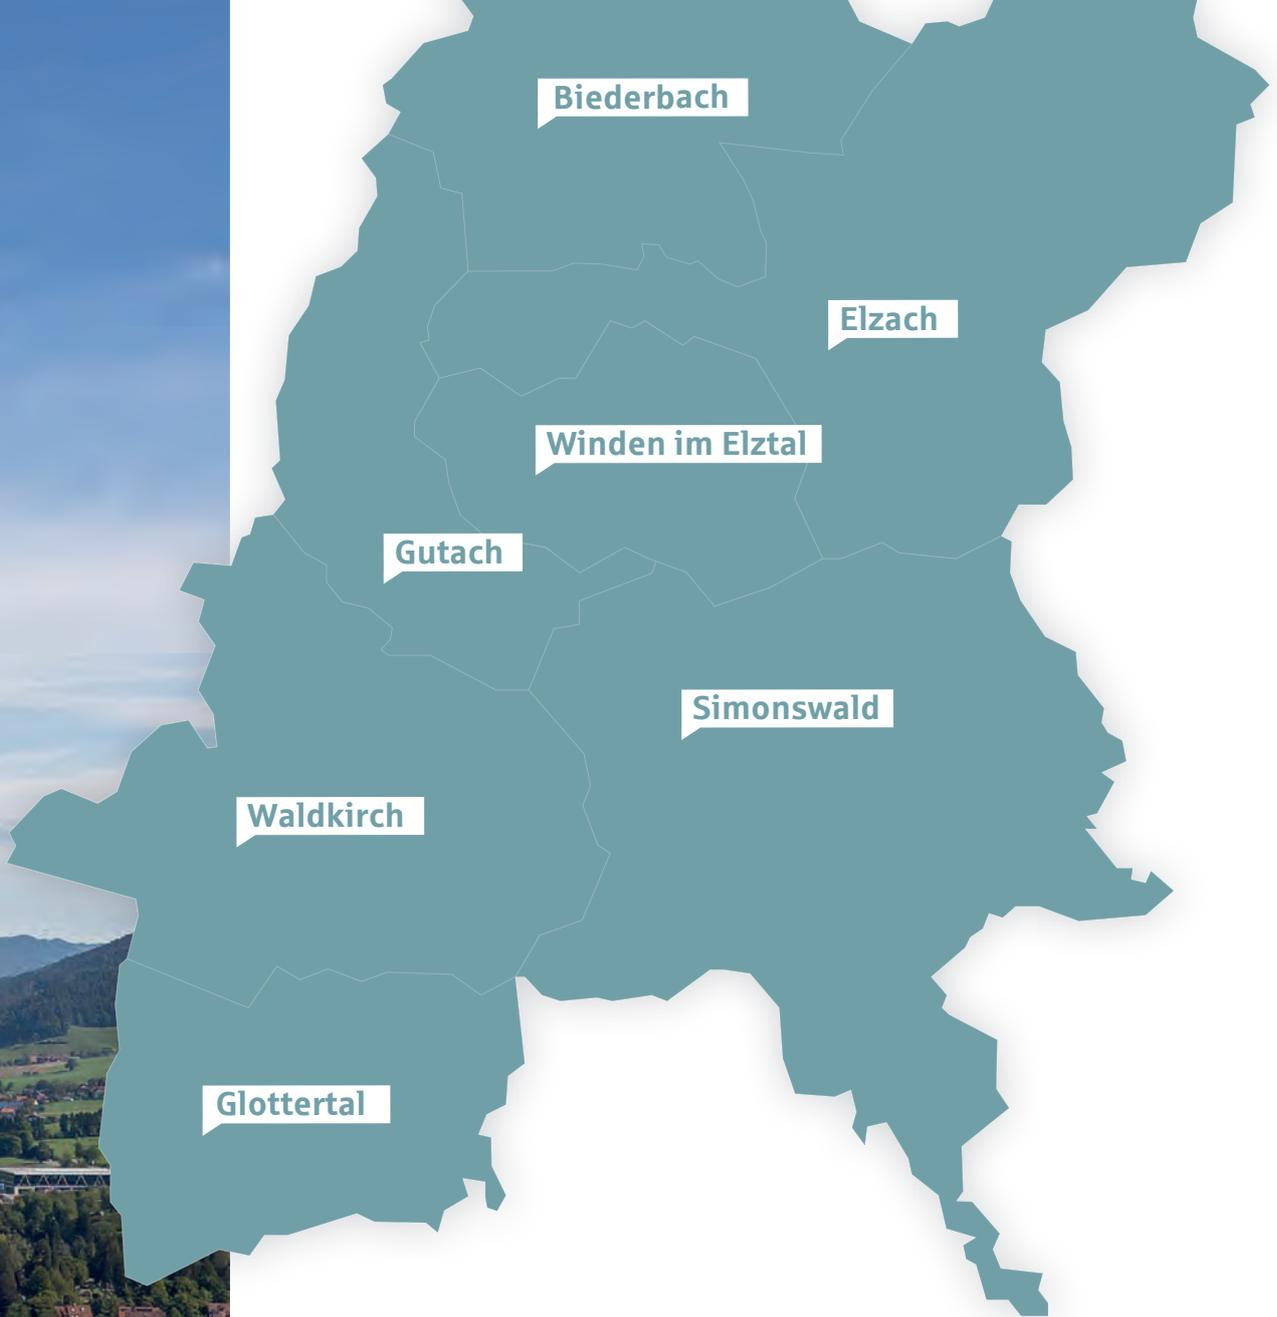 Biederbach
Elzach
Winden im Elztal
Gutach
Simonswald
Waldkirch
Glottertal